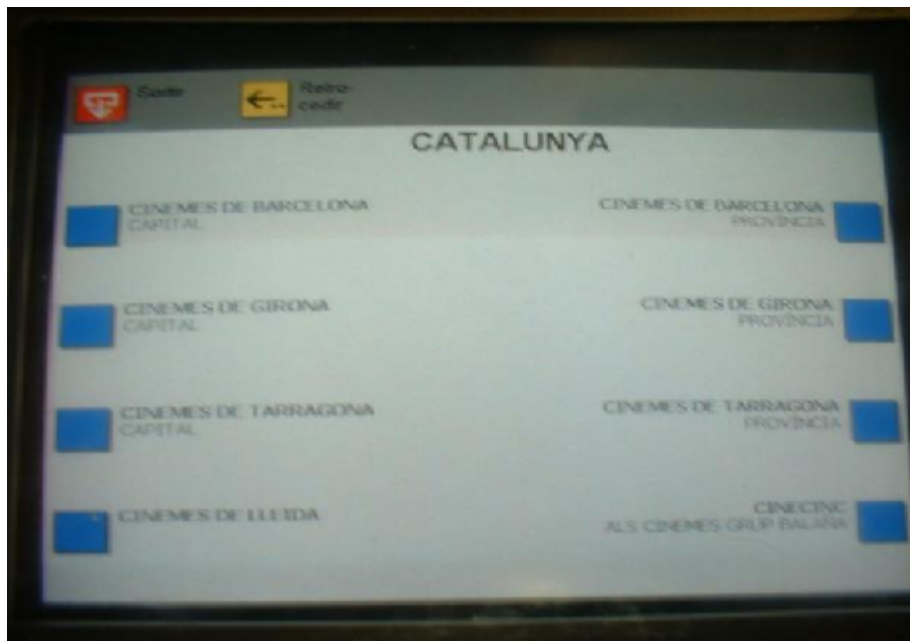 Sortir
Retro-
cedir
CATALUNYA
CINEMES DE BARCELONA
CAPITAL
CINEMES DE BARCELONA
PROVÍNCIA
CINEMES DE GIRONA
CAPITAL
CINEMES DE GIRONA
PROVÍNCIA
CINEMES DE TARRAGONA
CAPITAL
CINEMES DE TARRAGONA
PROVÍNCIA
CINEMES DE LLEIDA
CINECINC
ALS CINEMES GRUP BALAÑA